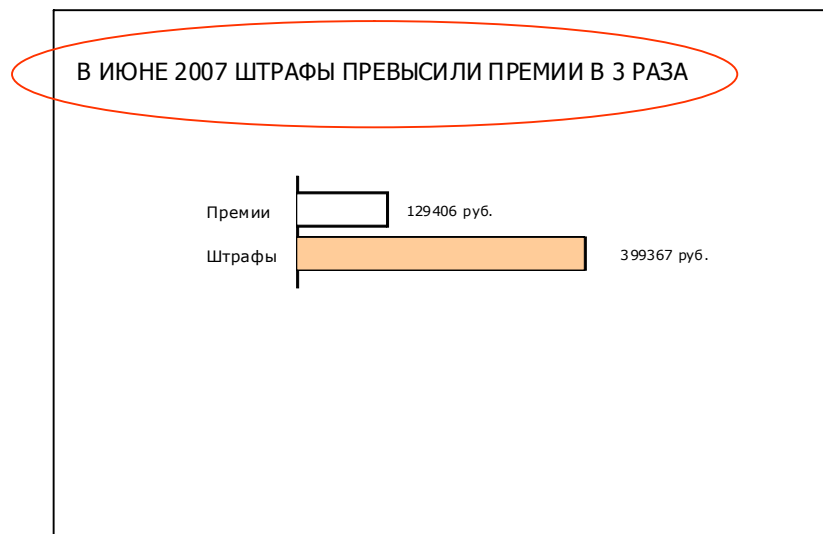 В ИЮНЕ 2007 ШТРАФЫ ПРЕВЫСИЛИ ПРЕМИИ В 3 РАЗА
Премии 129406 руб.
Штрафы 399367 руб.